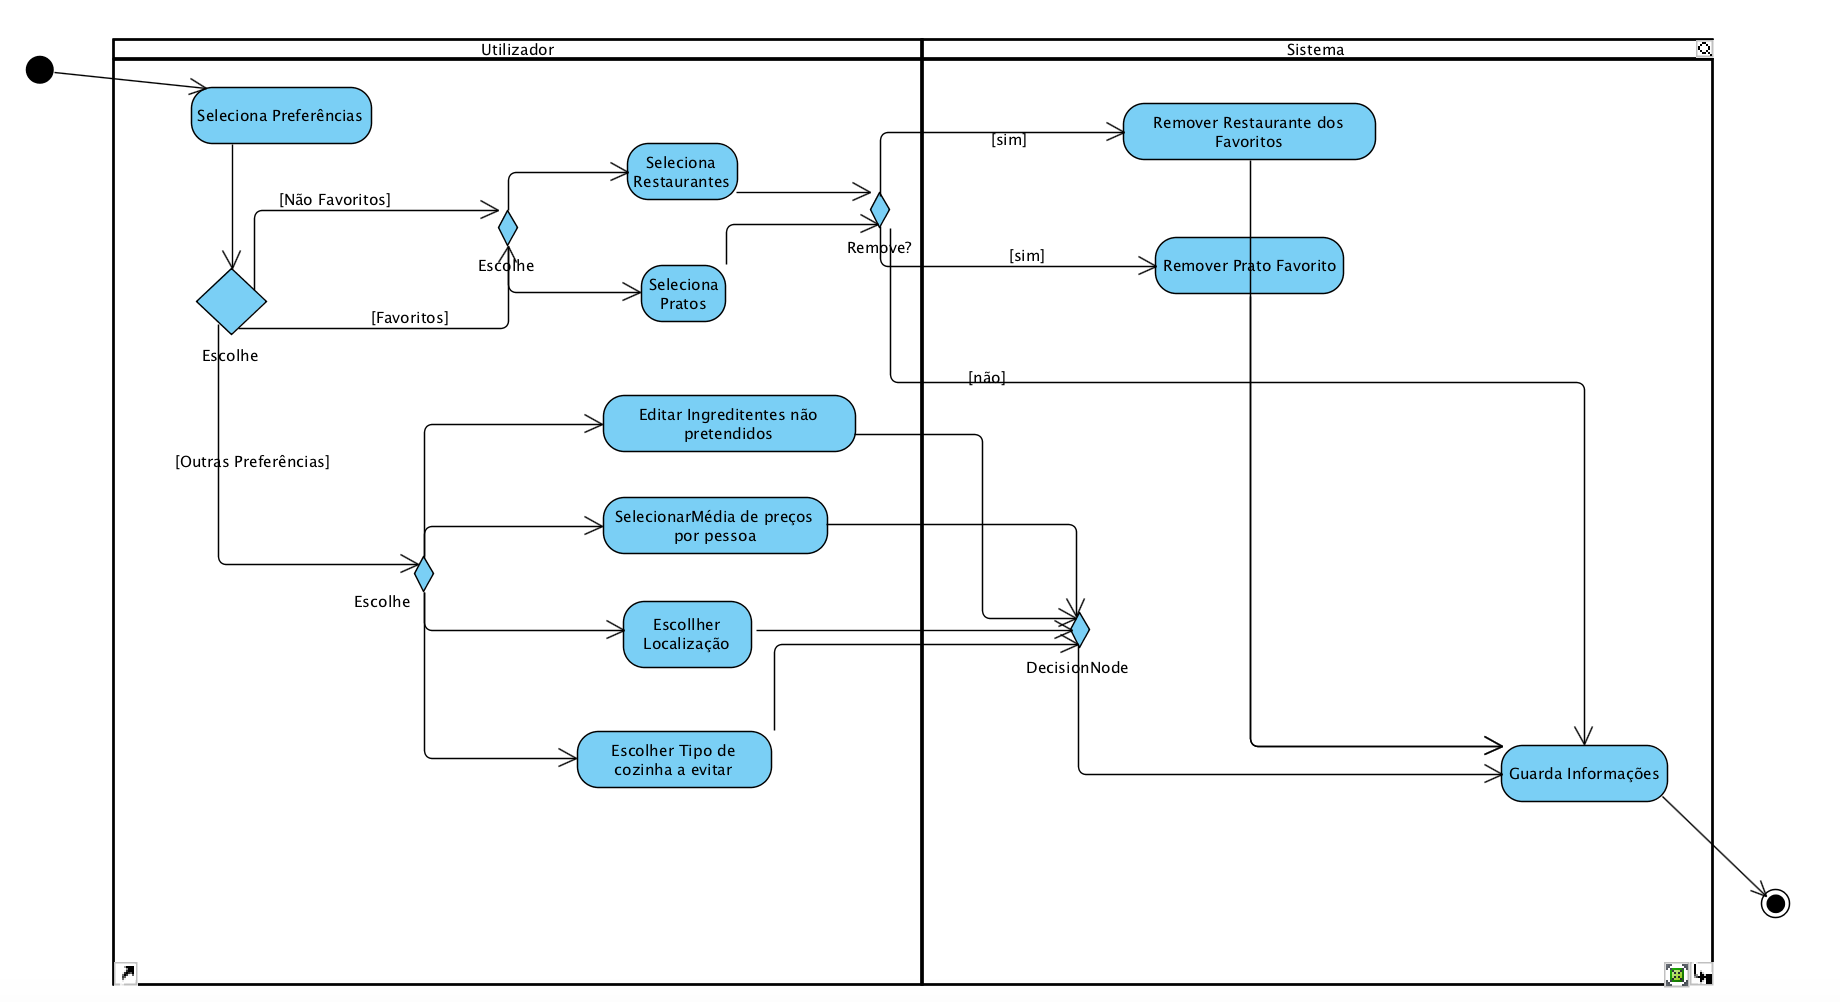 Utilizador
Sistema
Seleciona Preferências
Remover Restaurante dos
Favoritos
[sim]
Seleciona
Restaurantes
[Não Favoritos]
Remove?
[sim]
Remover Prato Favorito
Escolhe
Seleciona
Pratos
[Favoritos]
Escolhe
[não]
Editar Ingreditentes não
pretendidos
[Outras Preferências]
SelecionarMédia de preços
por pessoa
Escolhe
Escollher
Localização
DecisionNode
Escolher Tipo de
cozinha a evitar
Guarda Informações